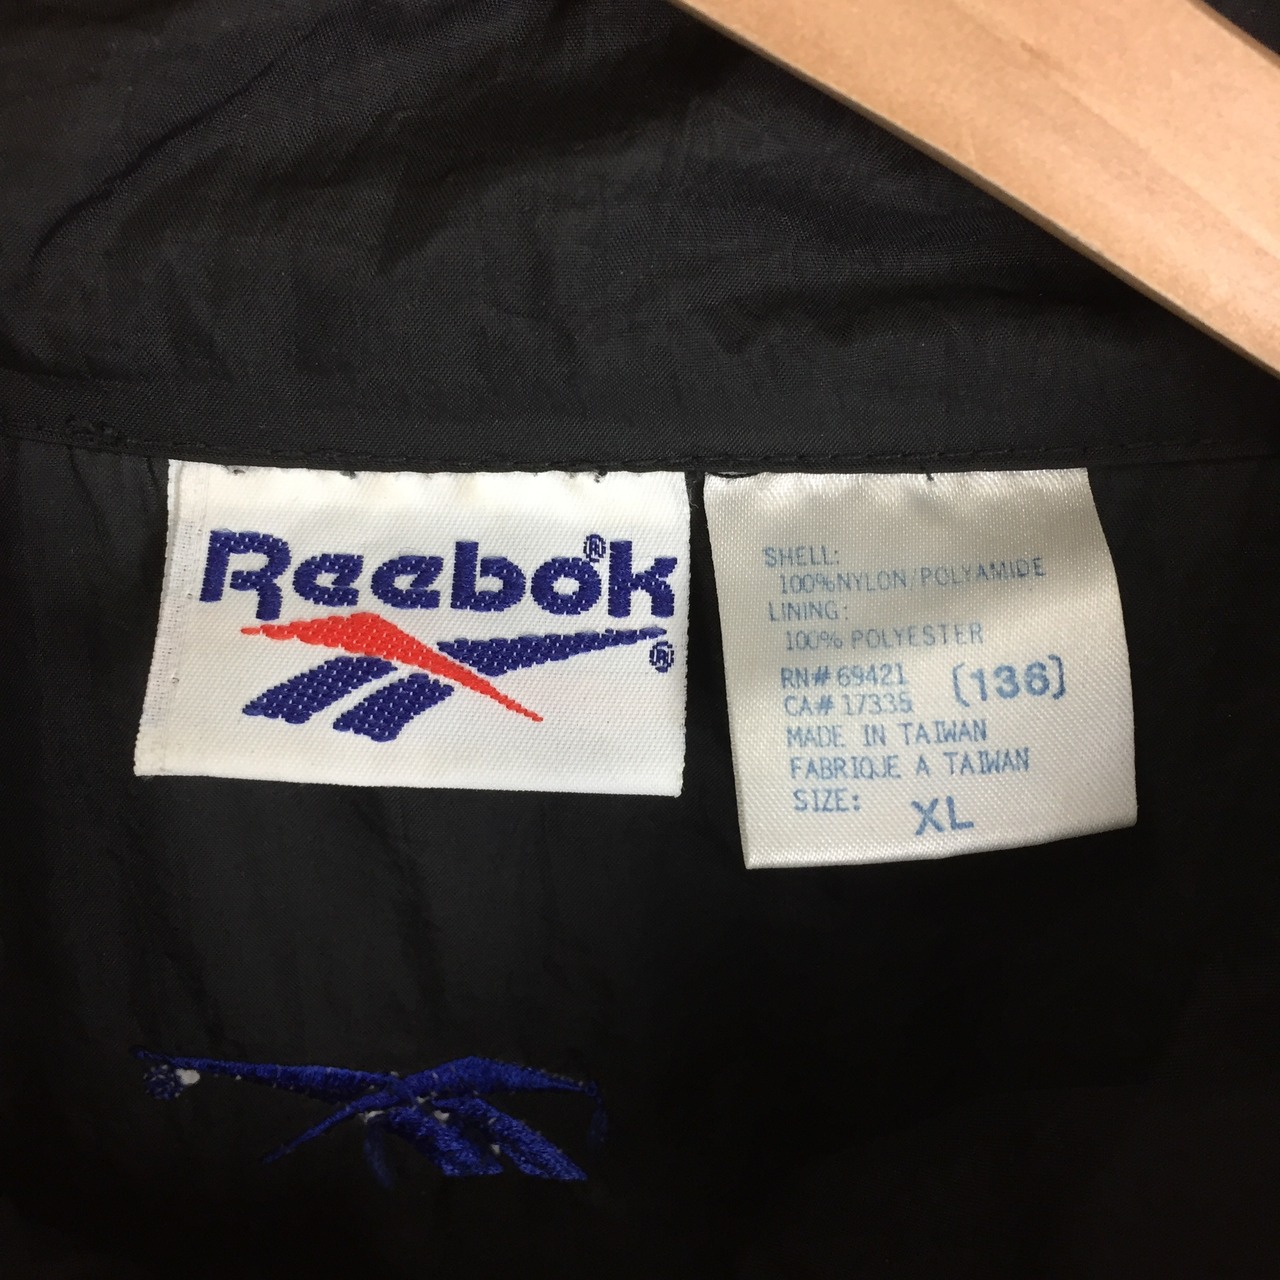 Reebok®
®
SHELL:
100%NYLON/POLYAMIDE
LINING:
100% POLYESTER
RN# 69421 (136)
CA# 17335
MADE IN TAIWAN
FABRIQUE A TAIWAN
SIZE: XL